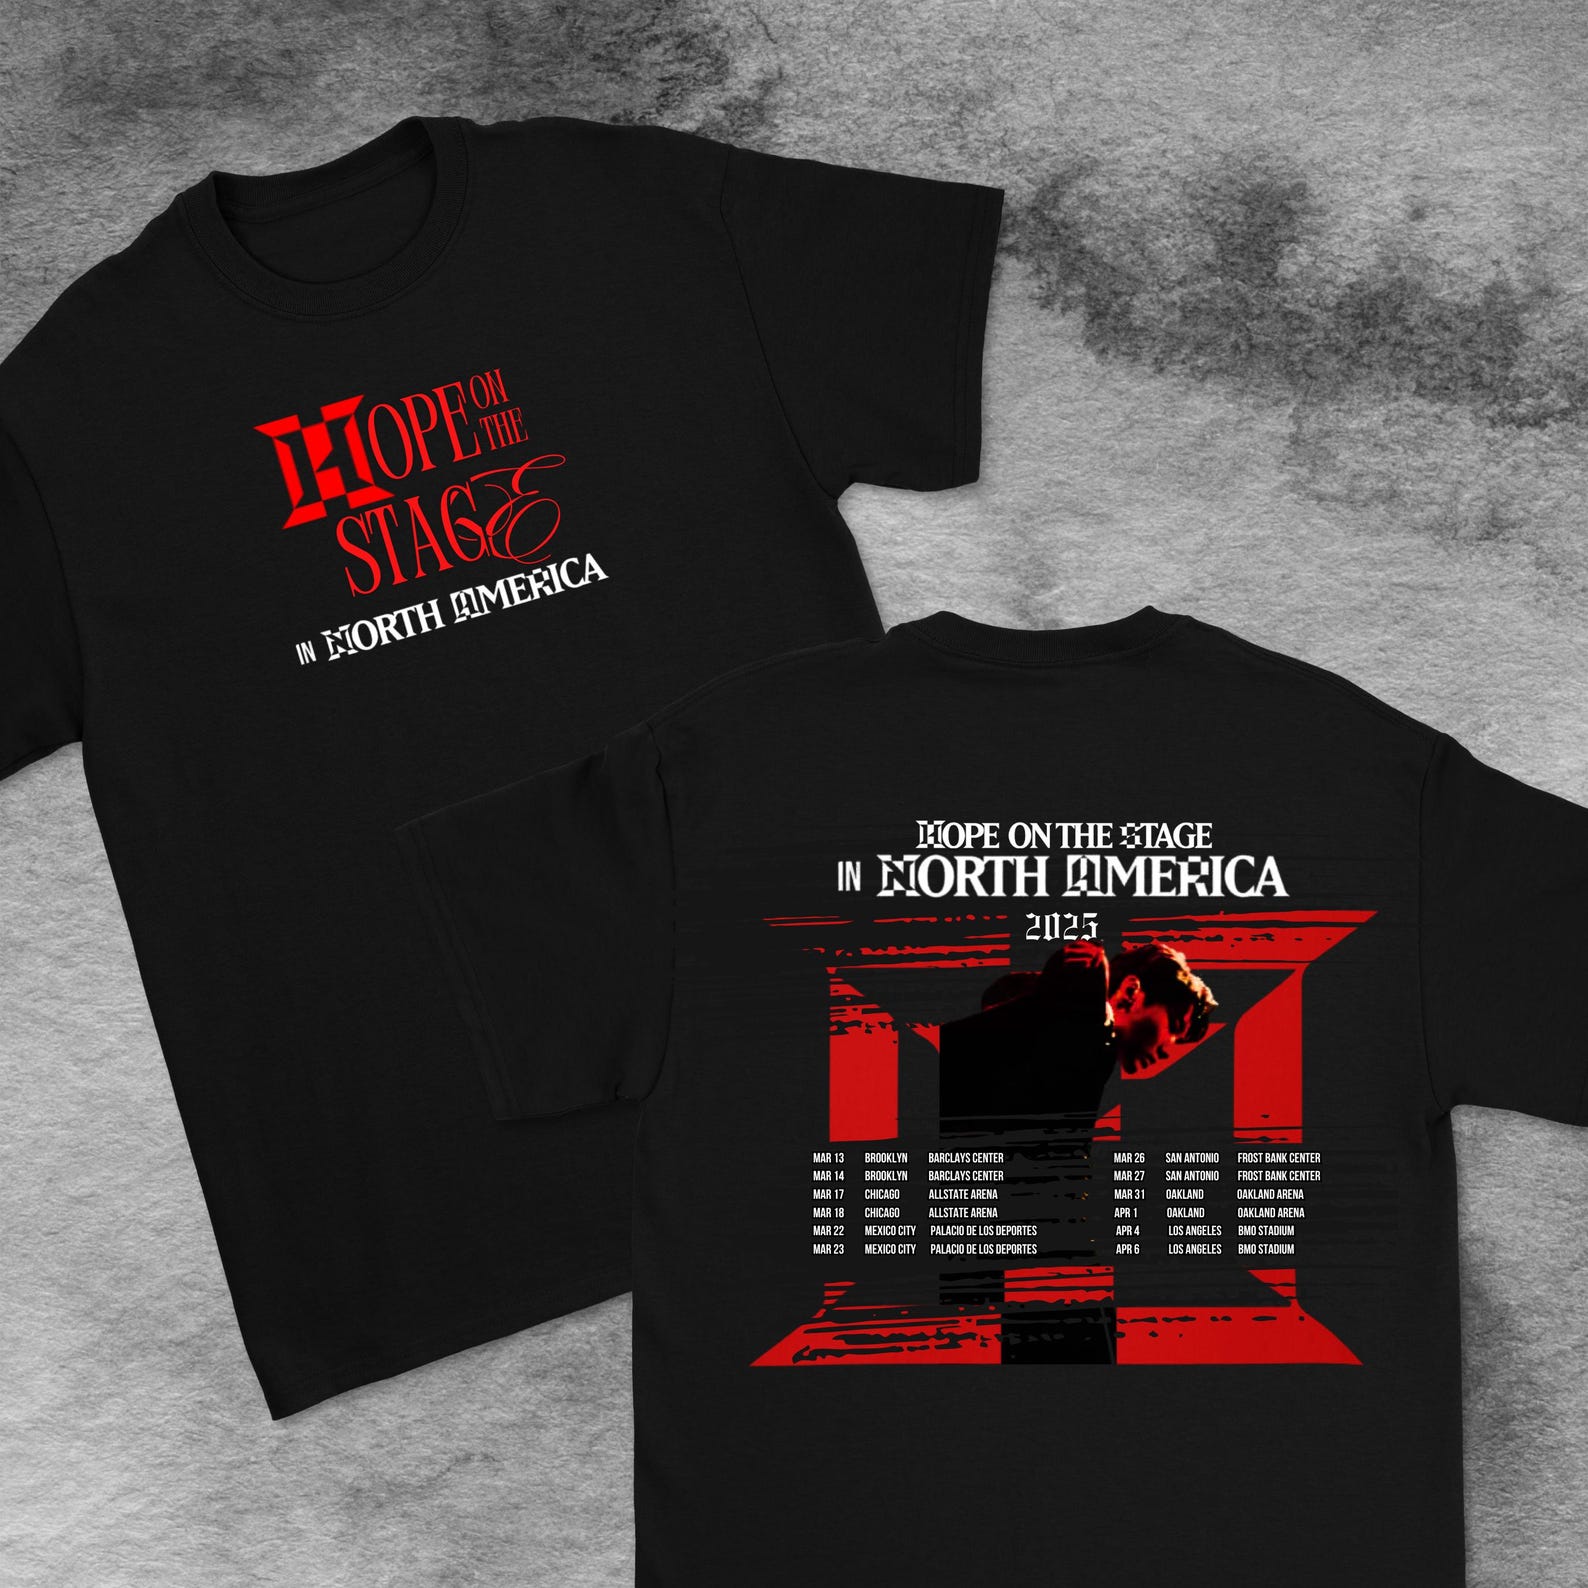 HOPE ON
THE
STAGE
IN NORTH AMERICA
HOPE ON THE STAGE
IN NORTH AMERICA
2025
MAR 13 BROOKLYN BARCLAYS CENTER
MAR 14 BROOKLYN BARCLAYS CENTER
MAR 17 CHICAGO ALLSTATE ARENA
MAR 18 CHICAGO ALLSTATE ARENA
MAR 22 MEXICO CITY PALACIO DE LOS DEPORTES
MAR 23 MEXICO CITY PALACIO DE LOS DEPORTES
MAR 26 SAN ANTONIO FROST BANK CENTER
MAR 27 SAN ANTONIO FROST BANK CENTER
MAR 31 OAKLAND OAKLAND ARENA
APR 1 OAKLAND OAKLAND ARENA
APR 4 LOS ANGELES BMO STADIUM
APR 6 LOS ANGELES BMO STADIUM